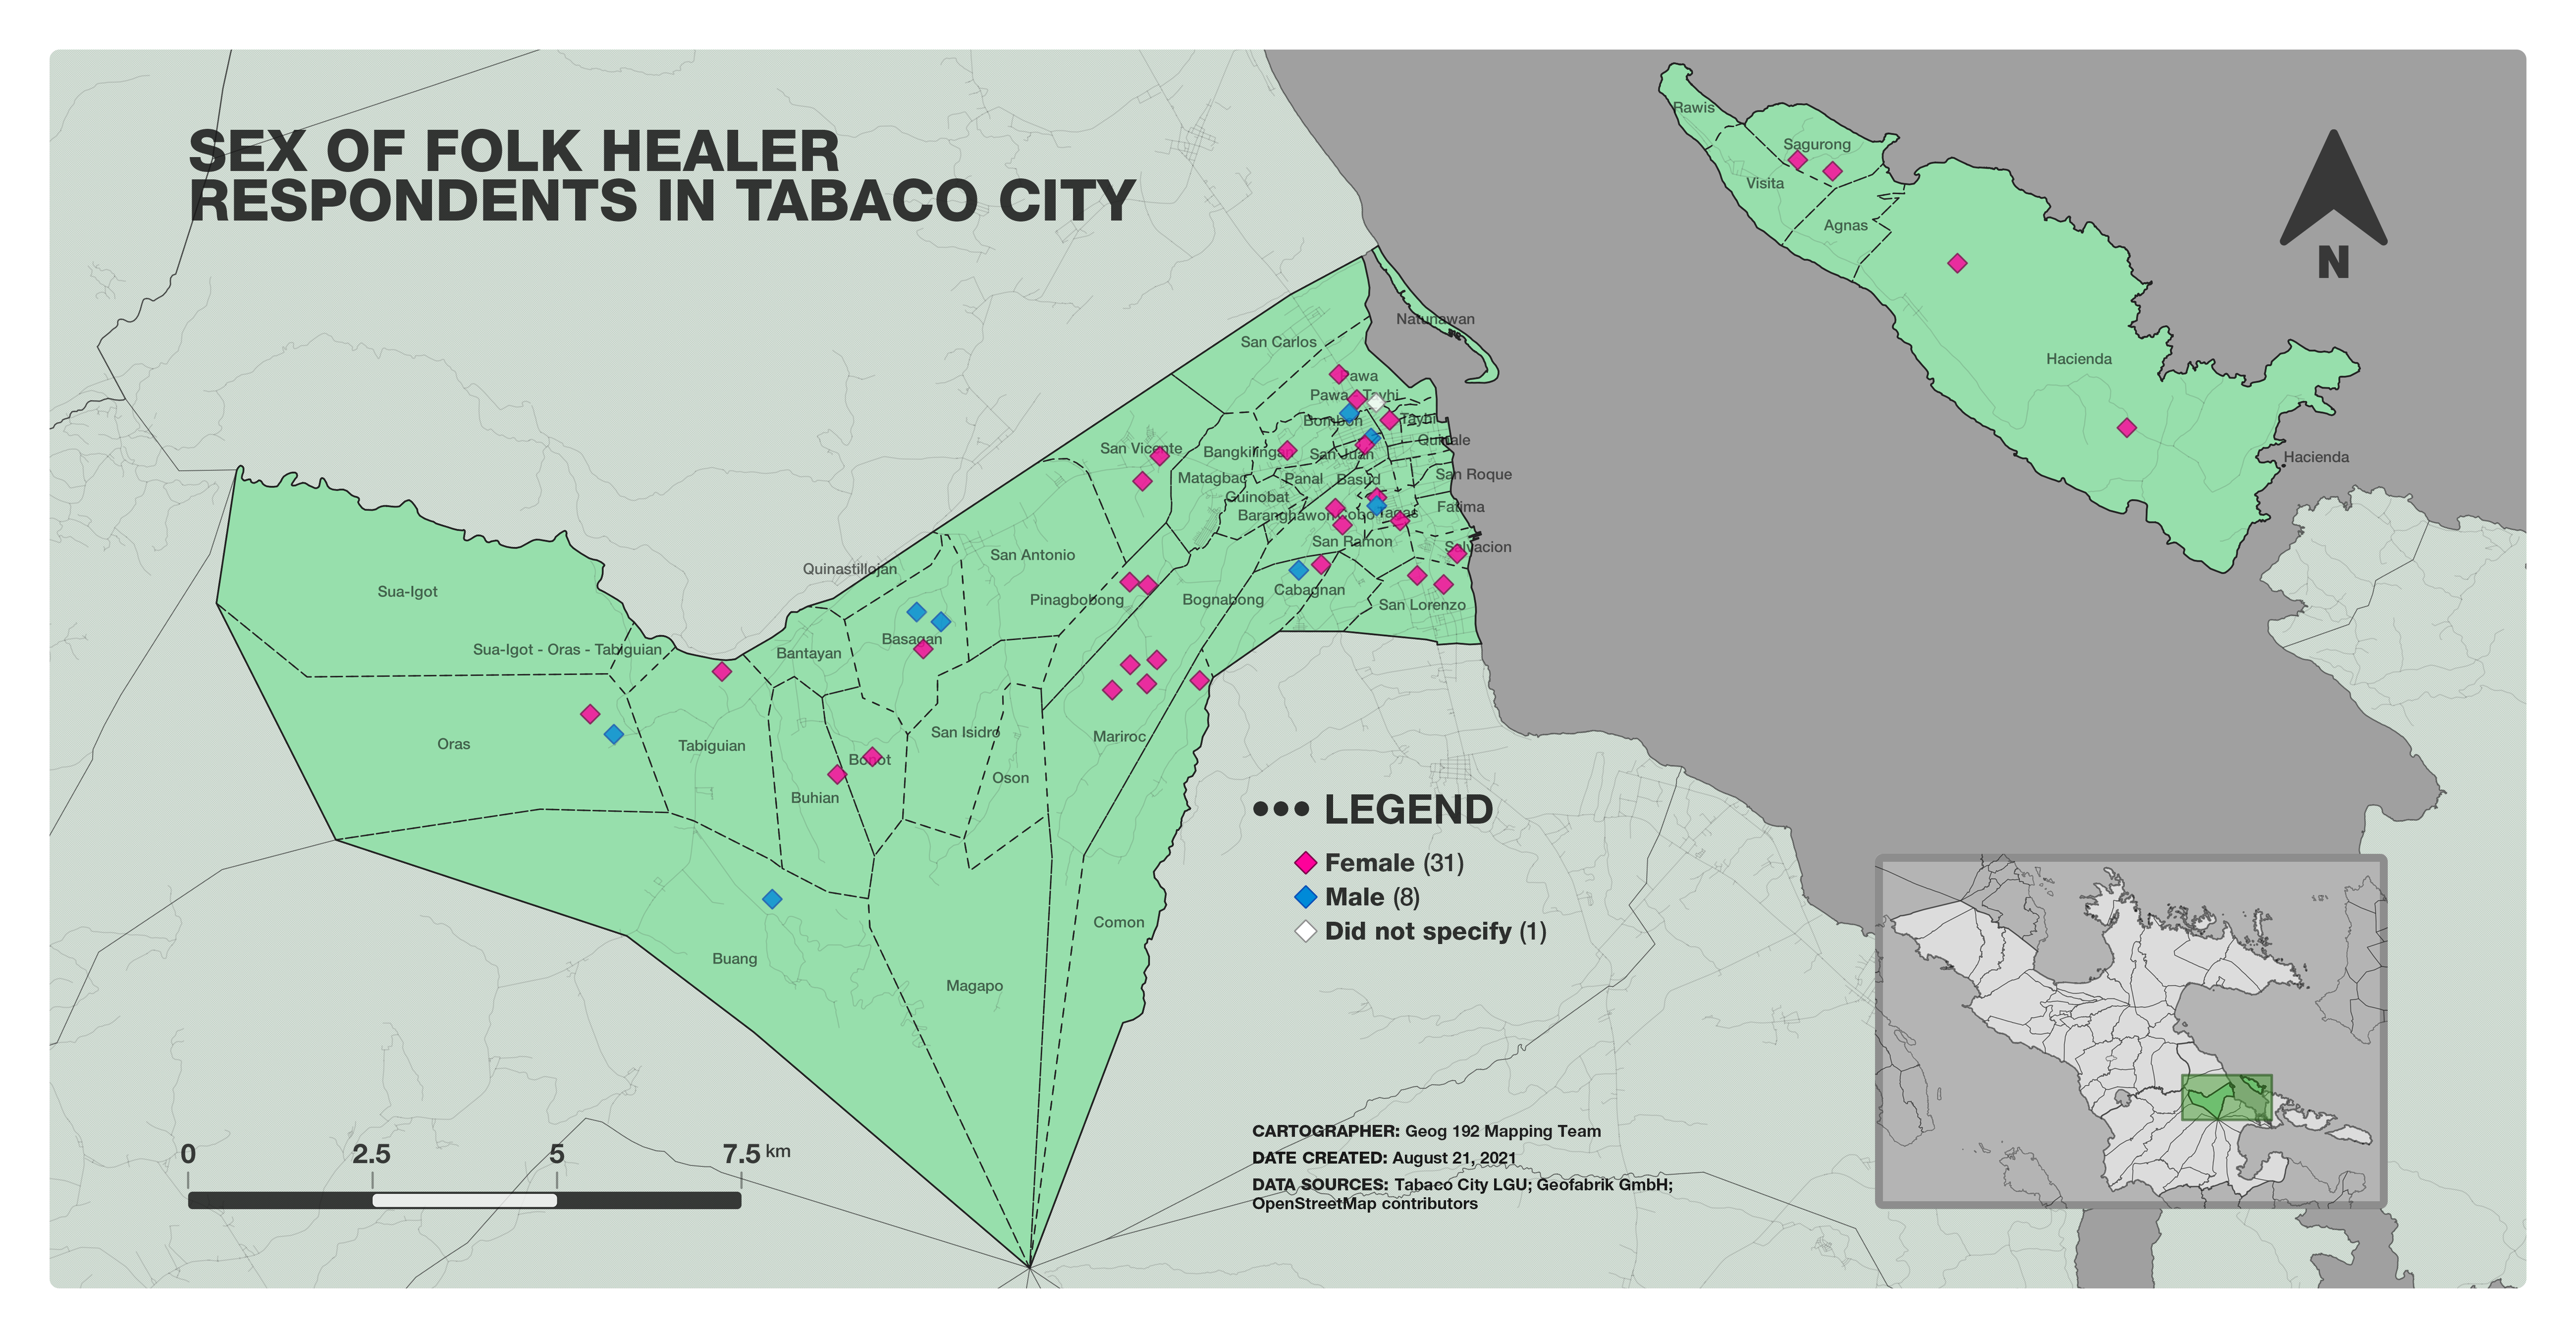 SEX OF FOLK HEALER
RESPONDENTS IN TABACO CITY
Rawis
Sagurong
Visita
Agnas
N
Natunawan
San Carlos
Hacienda
Pawa
Pawa - Tayhi
Bombon
Tayhi
Quinale
San Vicente
Bangkilingan
San Juan
Hacienda
Matagbac
Panal
Basud
San Roque
Guinobat
Fatima
Baranghawon
Cobo
Tagas
San Ramon
Salvacion
San Antonio
Quinastillojan
Sua-Igot
Cabagnan
Pinagbobong
Bognabong
San Lorenzo
Basagan
Sua-Igot - Oras - Tabiguian
Bantayan
San Isidro
Mariroc
Oras
Tabiguian
Bonot
Oson
Buhian
LEGEND
Female (31)
Male (8)
Did not specify (1)
Comon
Buang
Magapo
CARTOGRAPHER: Geog 192 Mapping Team
DATE CREATED: August 21, 2021
DATA SOURCES: Tabaco City LGU; Geofabrik GmbH;
OpenStreetMap contributors
0 2.5 5 7.5 km